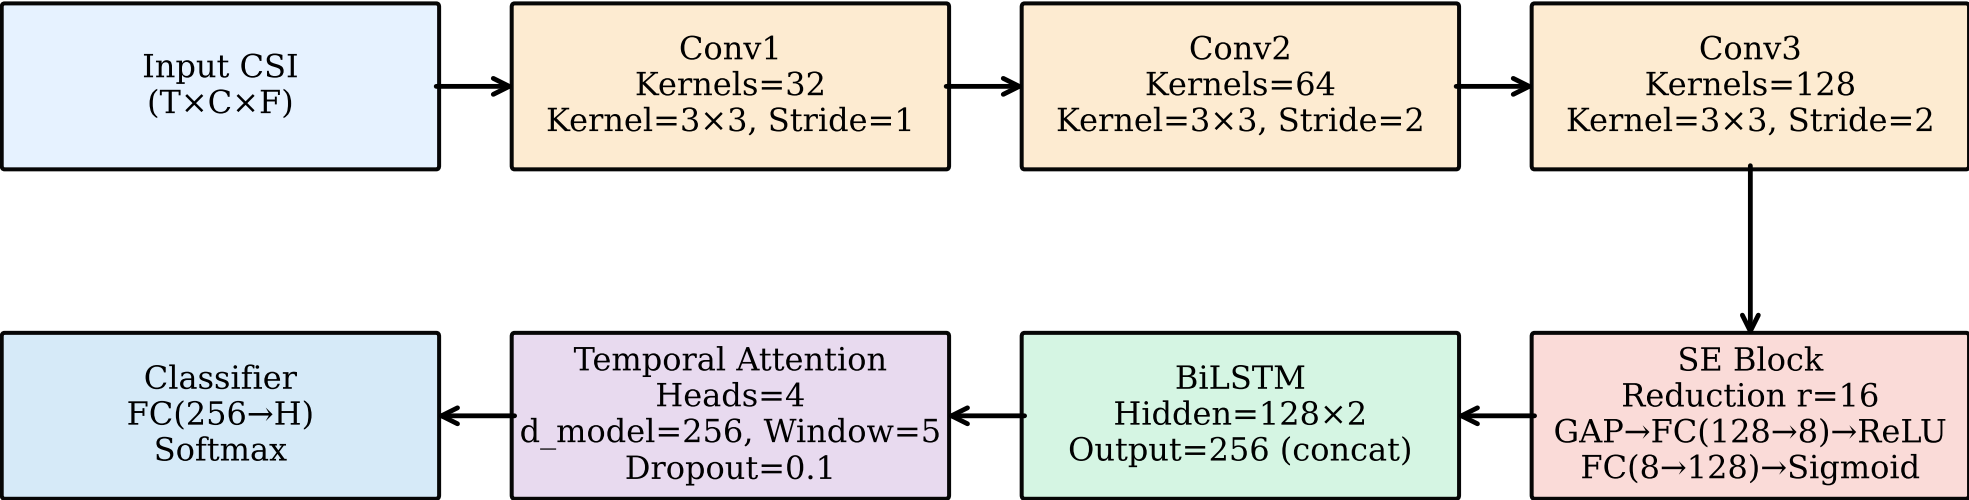 Input CSI
(T×C×F)
Conv1
Kernels=32
Kernel=3×3, Stride=1
Conv2
Kernels=64
Kernel=3×3, Stride=2
Conv3
Kernels=128
Kernel=3×3, Stride=2
SE Block
Reduction r=16
GAP→FC(128→8)→ReLU
FC(8→128)→Sigmoid
BiLSTM
Hidden=128×2
Output=256 (concat)
Temporal Attention
Heads=4
d_model=256, Window=5
Dropout=0.1
Classifier
FC(256→H)
Softmax